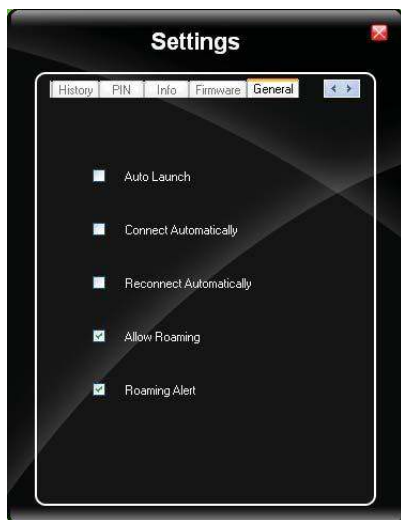 Settings
History PIN Info Firmware General
Auto Launch
Connect Automatically
Reconnect Automatically
Allow Roaming
Roaming Alert